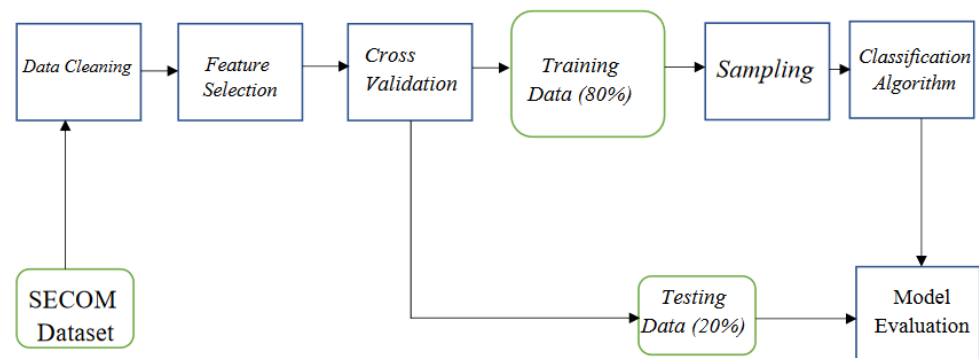 Data Cleaning
Feature
Selection
Cross
Validation
Training
Data (80%)
Sampling
Classification
Algorithm
SECOM
Dataset
Testing
Data (20%)
Model
Evaluation